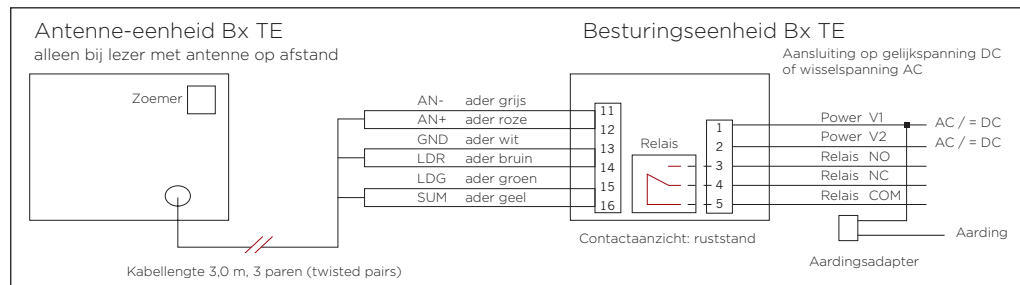 Antenne-eenheid Bx TE
alleen bij lezer met antenne op afstand
Zoemer
AN- ader grijs
AN+ ader roze
GND ader wit
LDR ader bruin
LDG ader groen
SUM ader geel
Kabellengte 3,0 m, 3 paren (twisted pairs)
Besturingseenheid Bx TE
Aansluiting op gelijkspanning DC
of wisselspanning AC
11
12
13
14
15
16
Relais
1
2
3
4
5
Power V1 AC / = DC
Power V2 AC / = DC
Relais NO
Relais NC
Relais COM
Contactaanzicht: ruststand
Aarding
Aardingsadapter